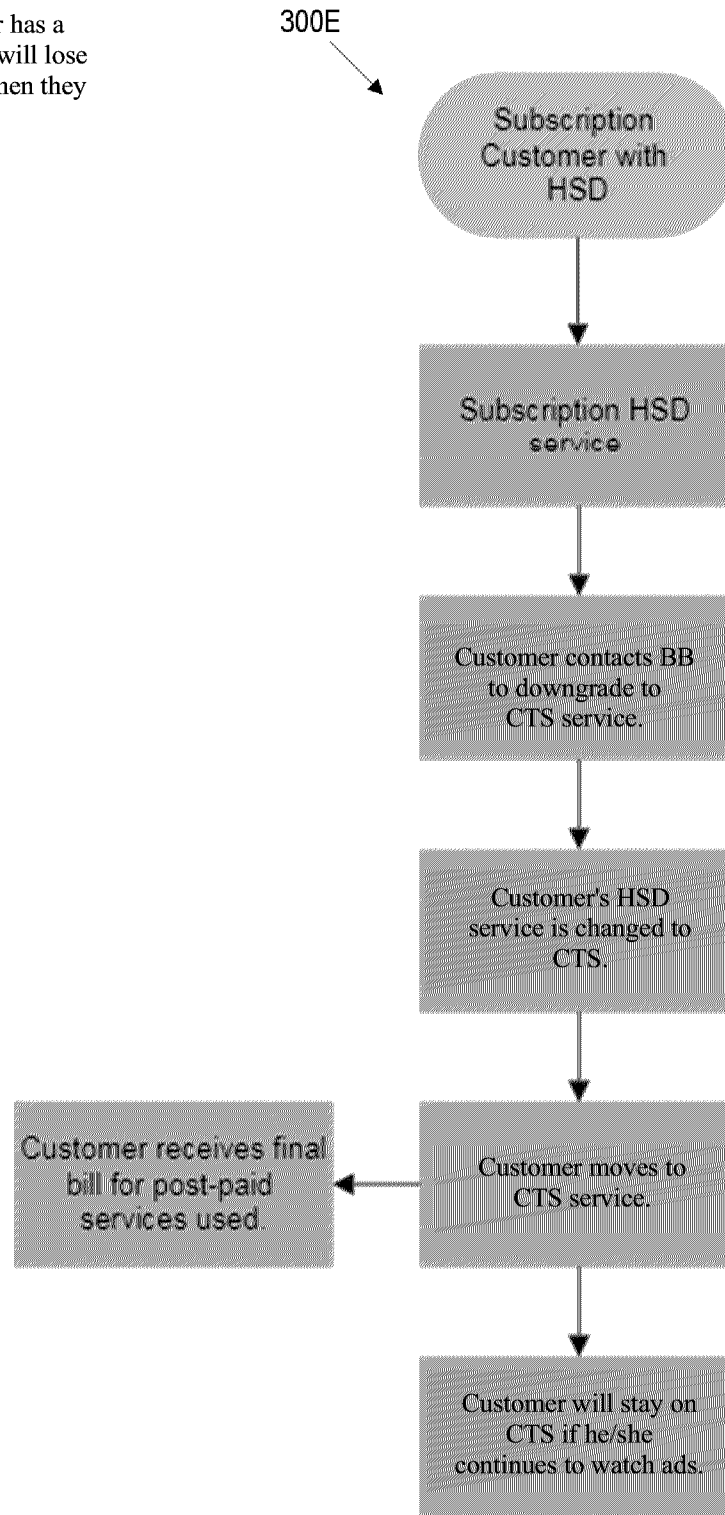 r has a
will lose
hen they
300E
Subscription
Customer with
HSD
Subscription HSD
service
Customer contacts BB
to downgrade to
CTS service.
Customer's HSD
service is changed to
CTS.
Customer receives final
bill for post-paid
services used.
Customer moves to
CTS service.
Customer will stay on
CTS if he/she
continues to watch ads.